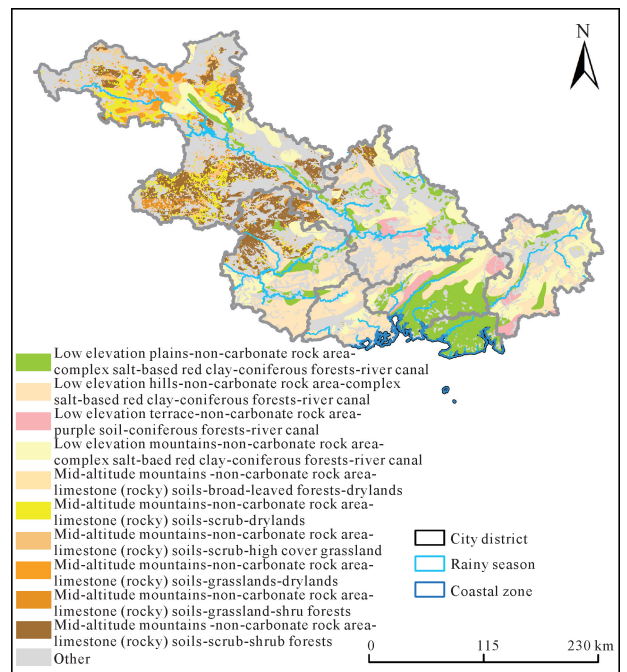 N
Low elevation plains-non-carbonate rock area-
complex salt-based red clay-coniferous forests-river canal
Low elevation hills-non-carbonate rock area-complex
salt-based red clay-coniferous forests-river canal
Low elevation terrace-non-carbonate rock area-
purple soil-coniferous forests-river canal
Low elevation mountains-non-carbonate rock area-
complex salt-baed red clay-coniferous forests-river canal
Mid-altitude mountains -non-carbonate rock area-
limestone (rocky) soils-broad-leaved forests-drylands
Mid-altitude mountains-non-carbonate rock area-
limestone (rocky) soils-scrub-drylands
Mid-altitude mountains-non-carbonate rock area-
limestone (rocky) soils-scrub-high cover grassland
Mid-altitude mountains-non-carbonate rock area-
limestone (rocky) soils-grasslands-drylands
Mid-altitude mountains-non-carbonate rock area-
limestone (rocky) soils-grassland-shru forests
Mid-altitude mountains -non-carbonate rock area-
limestone (rocky) soils-scrub-shrub forests
Other
City district
Rainy season
Coastal zone
0 115 230 km